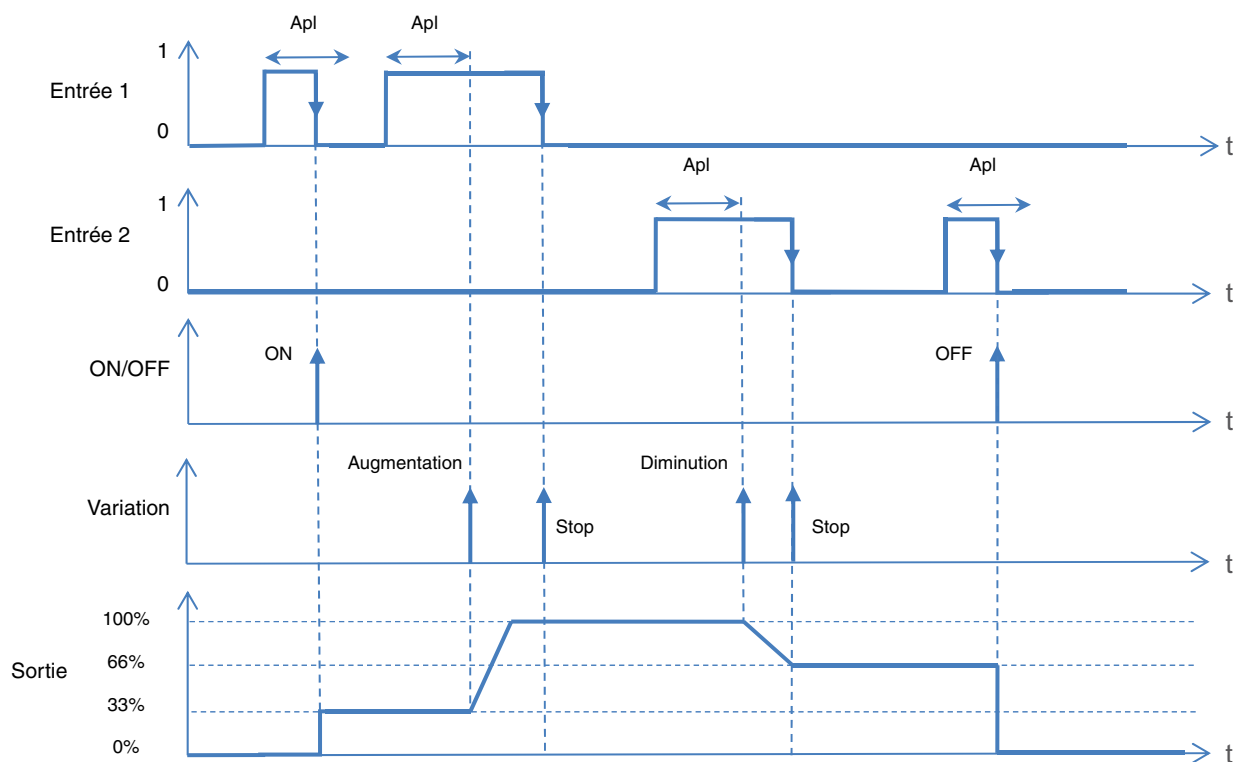 Apl
Apl
1
Entrée 1
0
t
Apl
Apl
1
Entrée 2
0
t
ON
OFF
ON/OFF
t
Augmentation
Diminution
Variation
Stop
Stop
t
100%
66%
Sortie
33%
0%
t